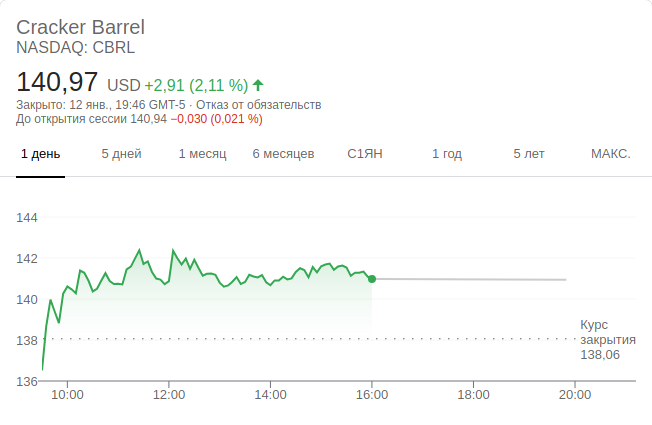 Cracker Barrel
NASDAQ: CBRL
140,97 USD +2,91 (2,11 %)
Закрыто: 12 янв., 19:46 GMT-5 · Отказ от обязательств
До открытия сессии 140,94 −0,030 (0,021 %)
1 день 5 дней 1 месяц 6 месяцев С1ЯН 1 год 5 лет МАКС.
144
142
140
138
136
Курс
закрытия
138,06
10:00 12:00 14:00 16:00 18:00 20:00